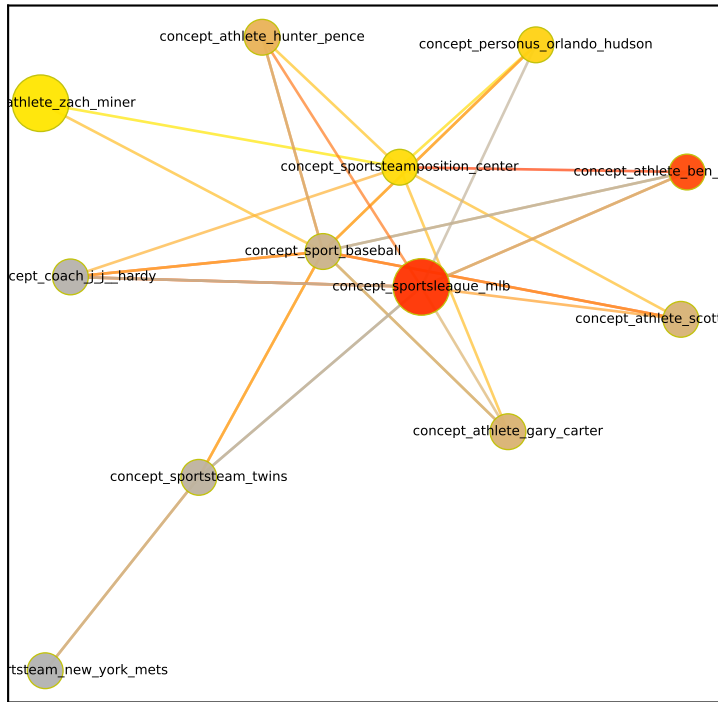 concept_athlete_hunter_pence
concept_personus_orlando_hudson
athlete_zach_miner
concept_sportsteamposition_center
concept_athlete_ben_
concept_sport_baseball
cept_coach_j_j__hardy
concept_sportsleague_mlb
concept_athlete_scott
concept_athlete_gary_carter
concept_sportsteam_twins
rtsteam_new_york_mets